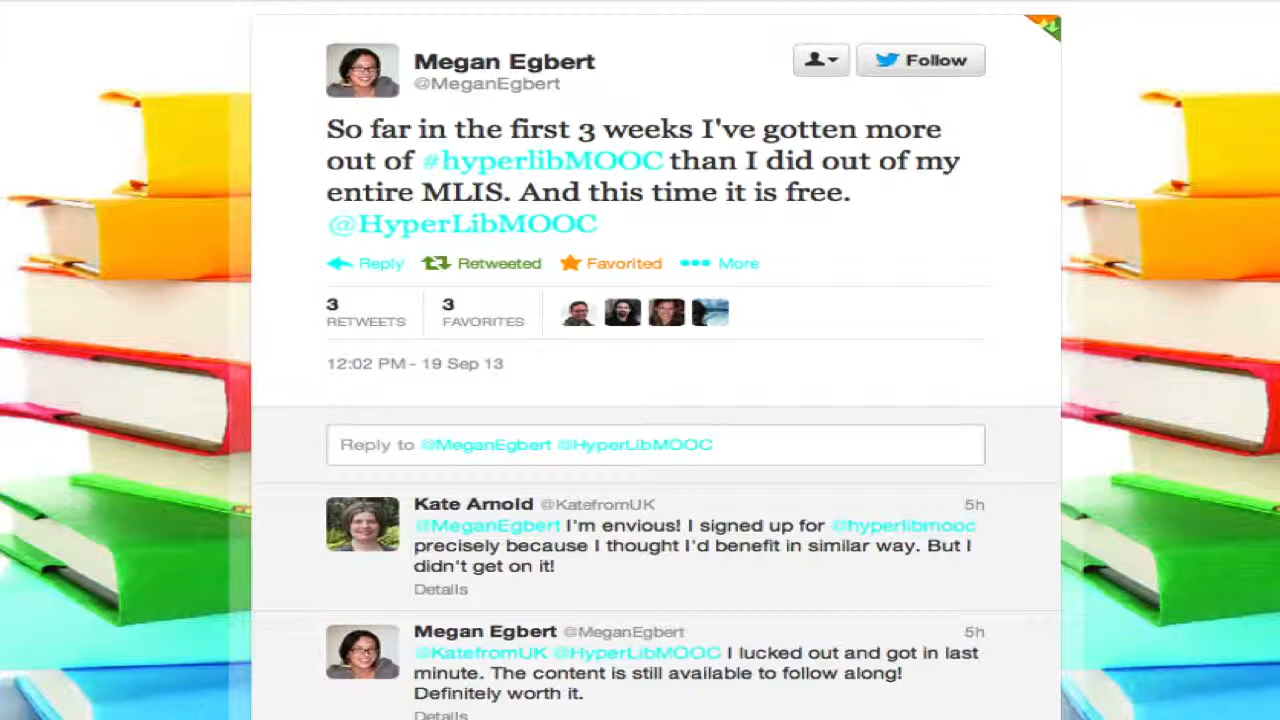 Megan Egbert
@MeganEgbert
Follow
So far in the first 3 weeks I've gotten more
out of #hyperlibMOOC than I did out of my
entire MLIS. And this time it is free.
@HyperLibMOOC
Reply Retweeted Favorited More
3 RETWEETS
3 FAVORITES
12:02 PM - 19 Sep 13
Reply to @MeganEgbert @HyperLibMOOC
Kate Arnold @KatefromUK 5h
@MeganEgbert I'm envious! I signed up for @hyperlibmooc
precisely because I thought I'd benefit in similar way. But I
didn't get on it!
Details
Megan Egbert @MeganEgbert 5h
@KatefromUK @HyperLibMOOC I lucked out and got in last
minute. The content is still available to follow along!
Definitely worth it.
Details